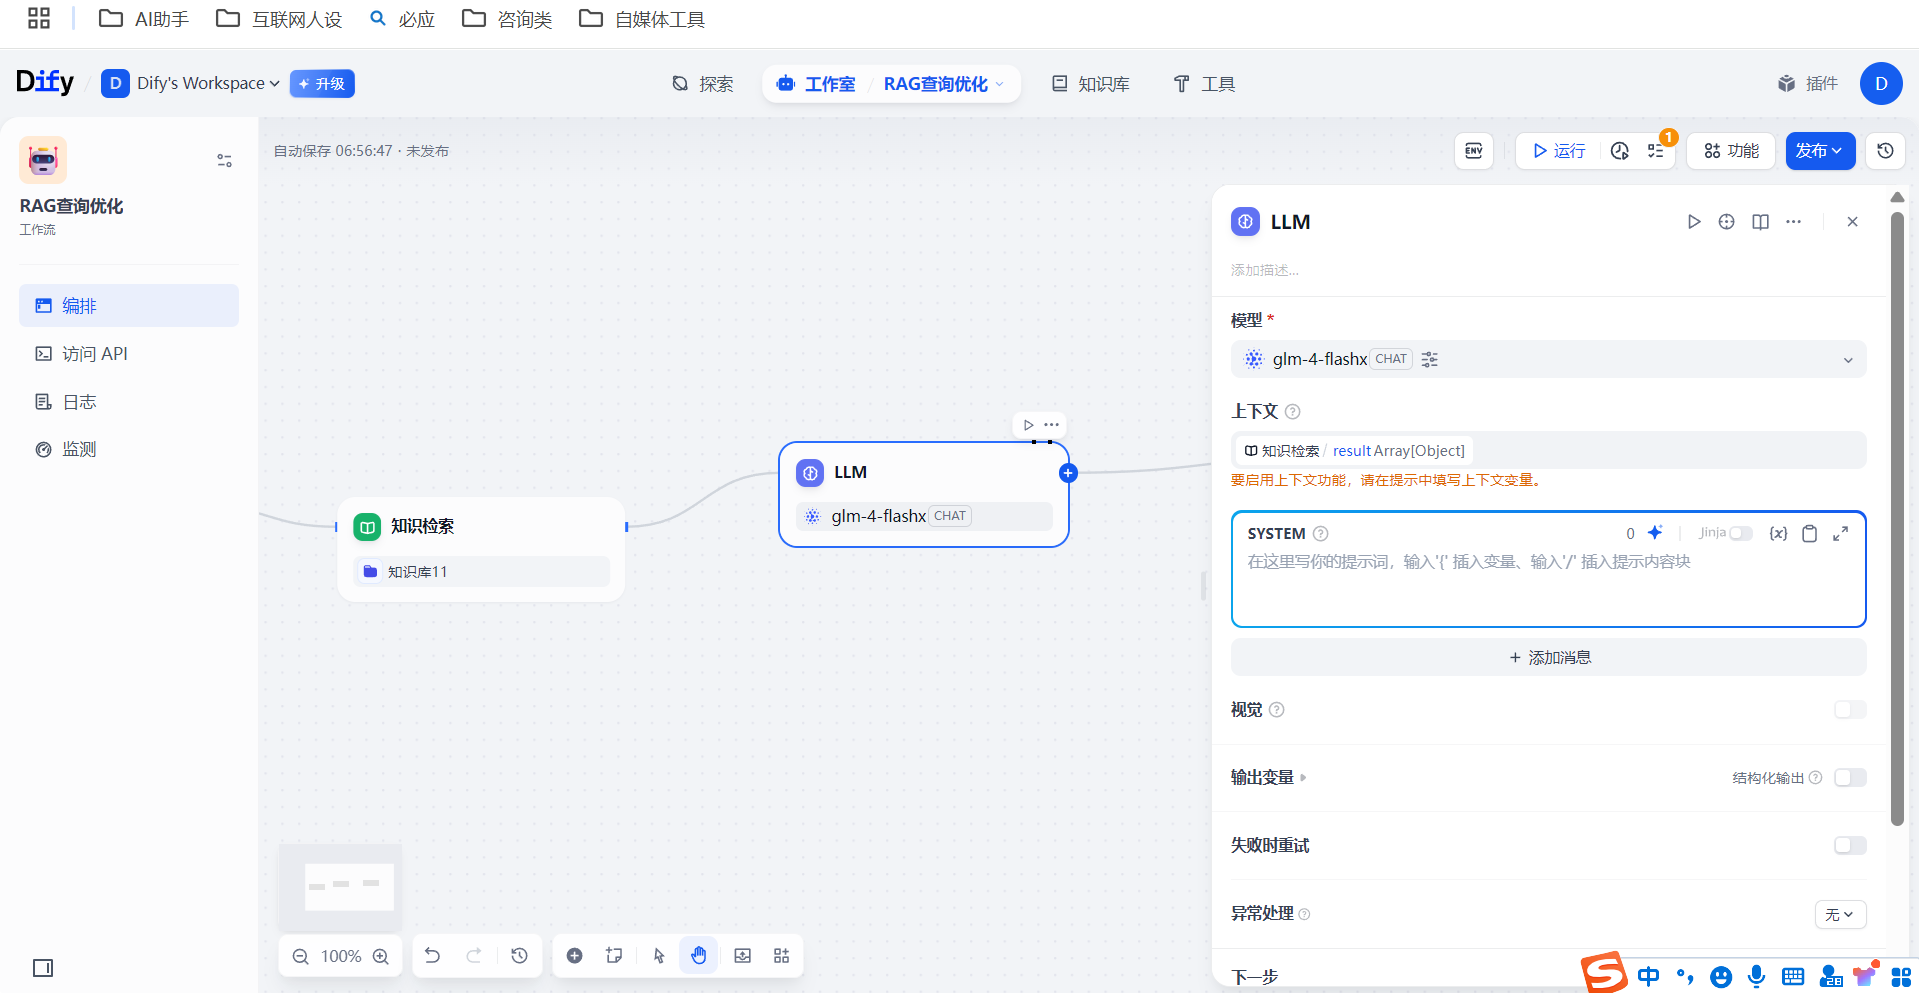 AI助手 互联网人设 必应 咨询类 自媒体工具
Dify / D Dify's Workspace 升级 探索 工作室 / RAG查询优化 知识库 工具 插件 D
自动保存 06:56:47 · 未发布 ENV 运行 1 功能 发布
RAG查询优化
工作流
编排
访问 API
日志
监测
知识检索
知识库11
LLM
glm-4-flashx CHAT
100%
LLM
添加描述...
模型 *
glm-4-flashx CHAT
上下文
知识检索 / result Array[Object]
要启用上下文功能，请在提示中填写上下文变量。
SYSTEM 0 Jinja {x}
在这里写你的提示词，输入'{' 插入变量、输入'/' 插入提示内容块
+ 添加消息
视觉
输出变量 结构化输出
失败时重试
异常处理 无
下一步
S 中 28